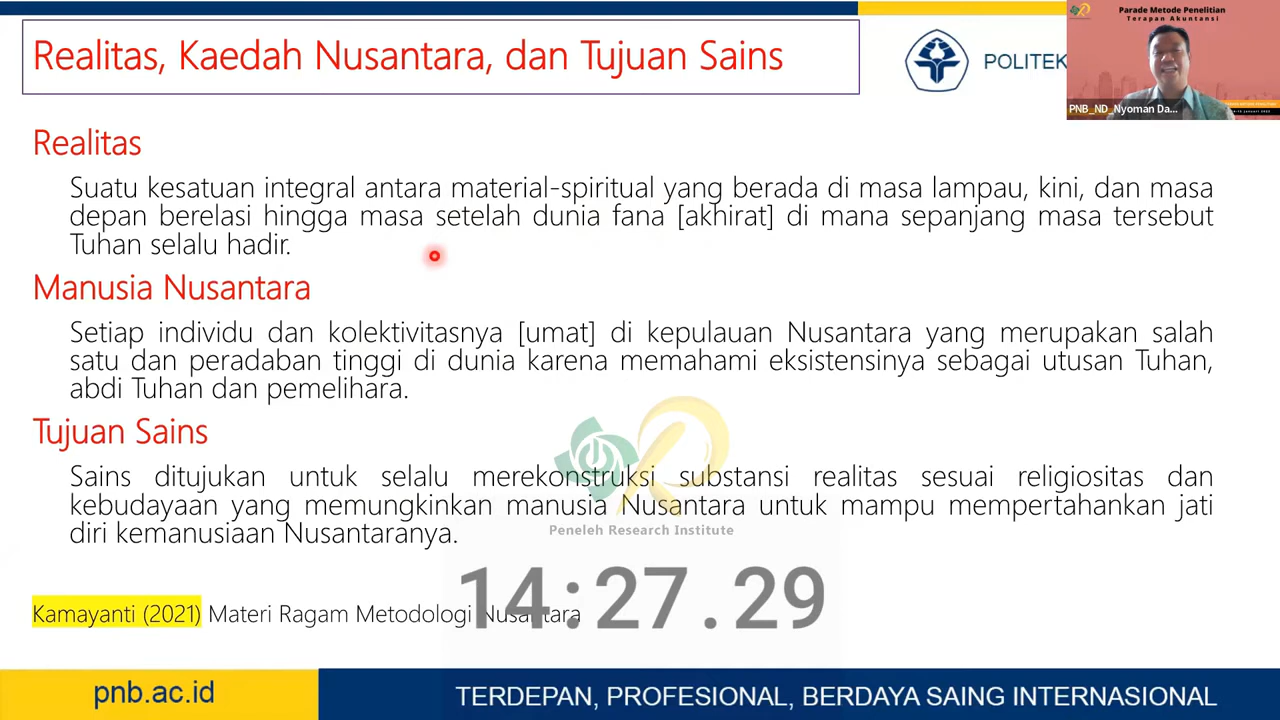 Realitas, Kaedah Nusantara, dan Tujuan Sains
POLITEK
Parade Metode Penelitian
Terapan Akuntansi
PNB_ND_Nyoman Da...
Realitas
Suatu kesatuan integral antara material-spiritual yang berada di masa lampau, kini, dan masa
depan berelasi hingga masa setelah dunia fana [akhirat] di mana sepanjang masa tersebut
Tuhan selalu hadir.
Manusia Nusantara
Setiap individu dan kolektivitasnya [umat] di kepulauan Nusantara yang merupakan salah
satu dan peradaban tinggi di dunia karena memahami eksistensinya sebagai utusan Tuhan,
abdi Tuhan dan pemelihara.
Tujuan Sains
Sains ditujukan untuk selalu merekonstruksi substansi realitas sesuai religiositas dan
kebudayaan yang memungkinkan manusia Nusantara untuk mampu mempertahankan jati
diri kemanusiaan Nusantaranya.
Peneleh Research Institute
14:27.29
Kamayanti (2021) Materi Ragam Metodologi Nusantara
pnb.ac.id
TERDEPAN, PROFESIONAL, BERDAYA SAING INTERNASIONAL